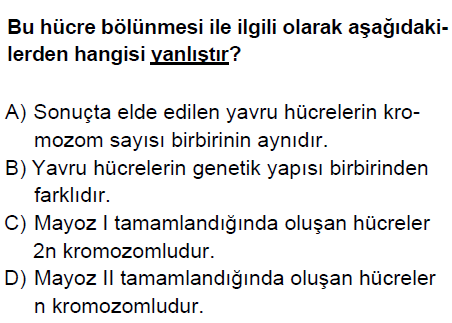 Bu hücre bölünmesi ile ilgili olarak aşağıdaki-
lerden hangisi yanlıştır?
A) Sonuçta elde edilen yavru hücrelerin kro-
mozom sayısı birbirinin aynıdır.
B) Yavru hücrelerin genetik yapısı birbirinden
farklıdır.
C) Mayoz I tamamlandığında oluşan hücreler
2n kromozomludur.
D) Mayoz II tamamlandığında oluşan hücreler
n kromozomludur.